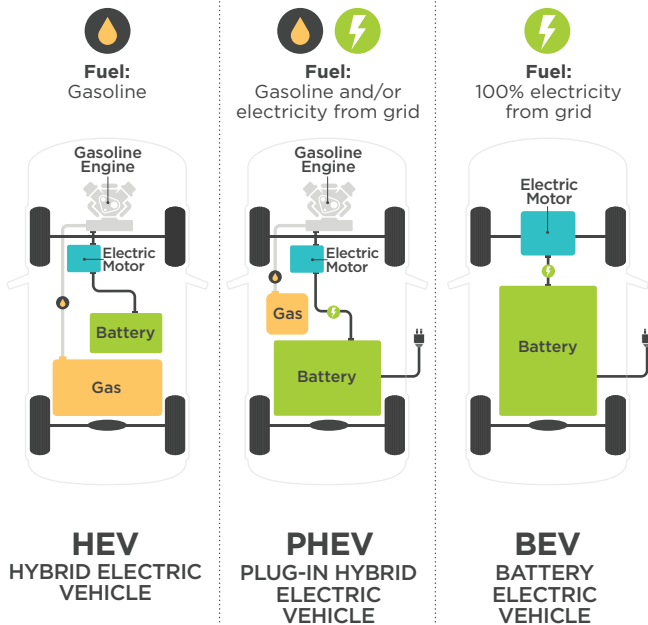 Fuel:
Gasoline
Gasoline
Engine
Electric
Motor
Battery
Gas
HEV
HYBRID ELECTRIC
VEHICLE
Fuel:
Gasoline and/or
electricity from grid
Gasoline
Engine
Electric
Motor
Gas
Battery
PHEV
PLUG-IN HYBRID
ELECTRIC
VEHICLE
Fuel:
100% electricity
from grid
Electric
Motor
Battery
BEV
BATTERY
ELECTRIC
VEHICLE